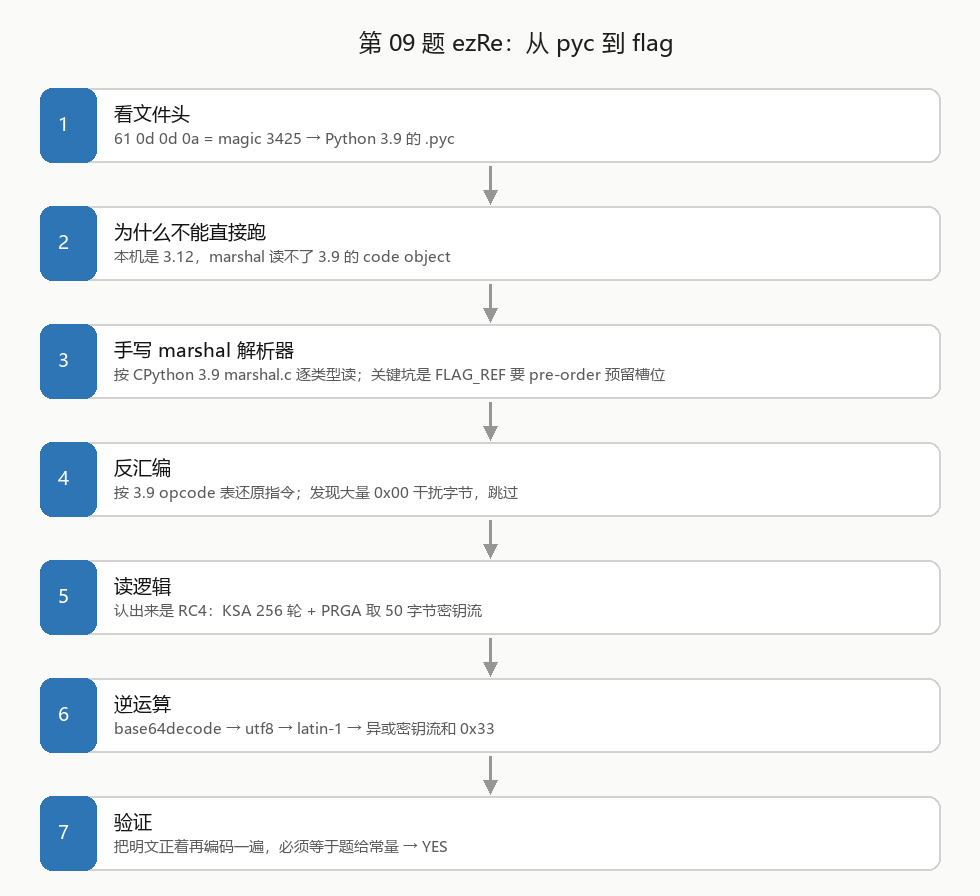 第 09 题 ezRe：从 pyc 到 flag
1
看文件头
61 0d 0d 0a = magic 3425 → Python 3.9 的 .pyc
2
为什么不能直接跑
本机是 3.12，marshal 读不了 3.9 的 code object
3
手写 marshal 解析器
按 CPython 3.9 marshal.c 逐类型读；关键坑是 FLAG_REF 要 pre-order 预留槽位
4
反汇编
按 3.9 opcode 表还原指令；发现大量 0x00 干扰字节，跳过
5
读逻辑
认出来是 RC4：KSA 256 轮 + PRGA 取 50 字节密钥流
6
逆运算
base64decode → utf8 → latin-1 → 异或密钥流和 0x33
7
验证
把明文正着再编码一遍，必须等于题给常量 → YES